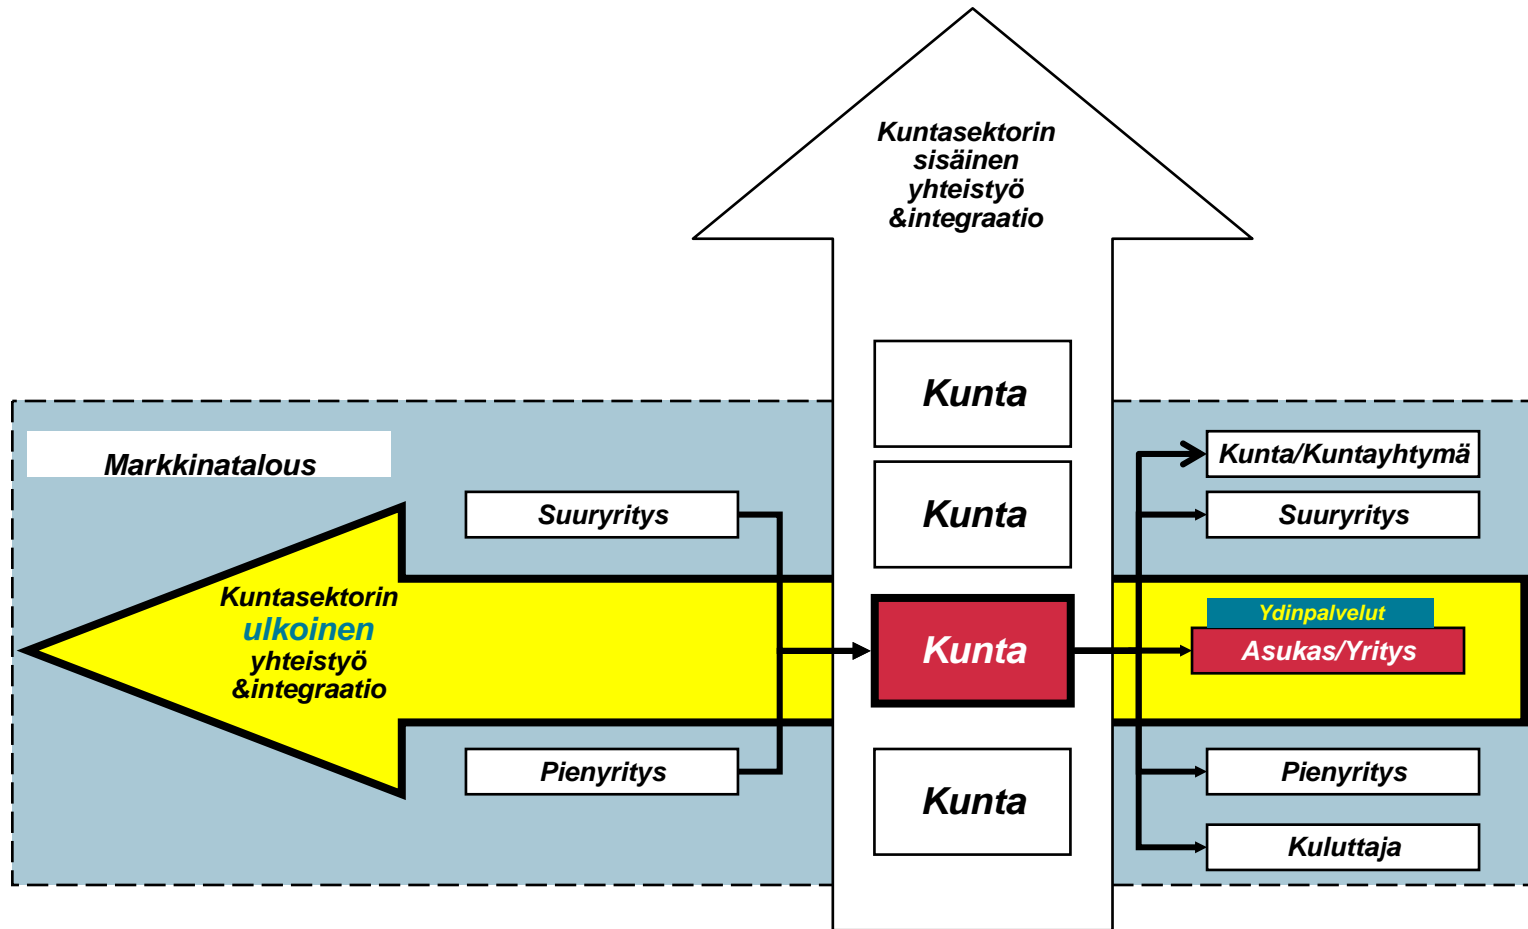 Kuntasektorin
sisäinen
yhteistyö
&integraatio
Kunta
Kunta
Kunta
Kunta
Markkinatalous
Suuryritys
Kuntasektorin
ulkoinen
yhteistyö
&integraatio
Pienyritys
Kunta/Kuntayhtymä
Suuryritys
Ydinpalvelut
Asukas/Yritys
Pienyritys
Kuluttaja